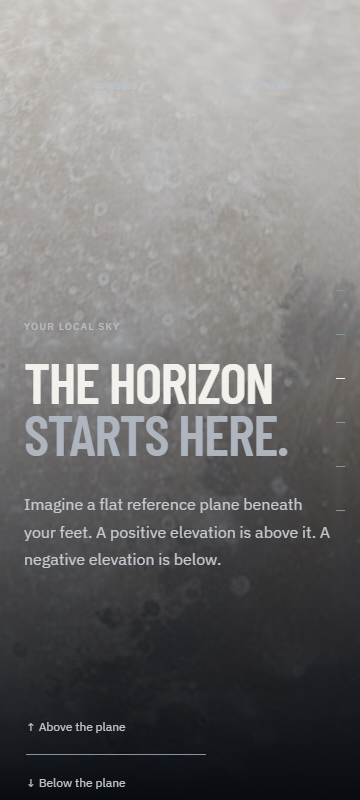 YOUR LOCAL SKY
THE HORIZON
STARTS HERE.
Imagine a flat reference plane beneath
your feet. A positive elevation is above it. A
negative elevation is below.
↑ Above the plane
↓ Below the plane